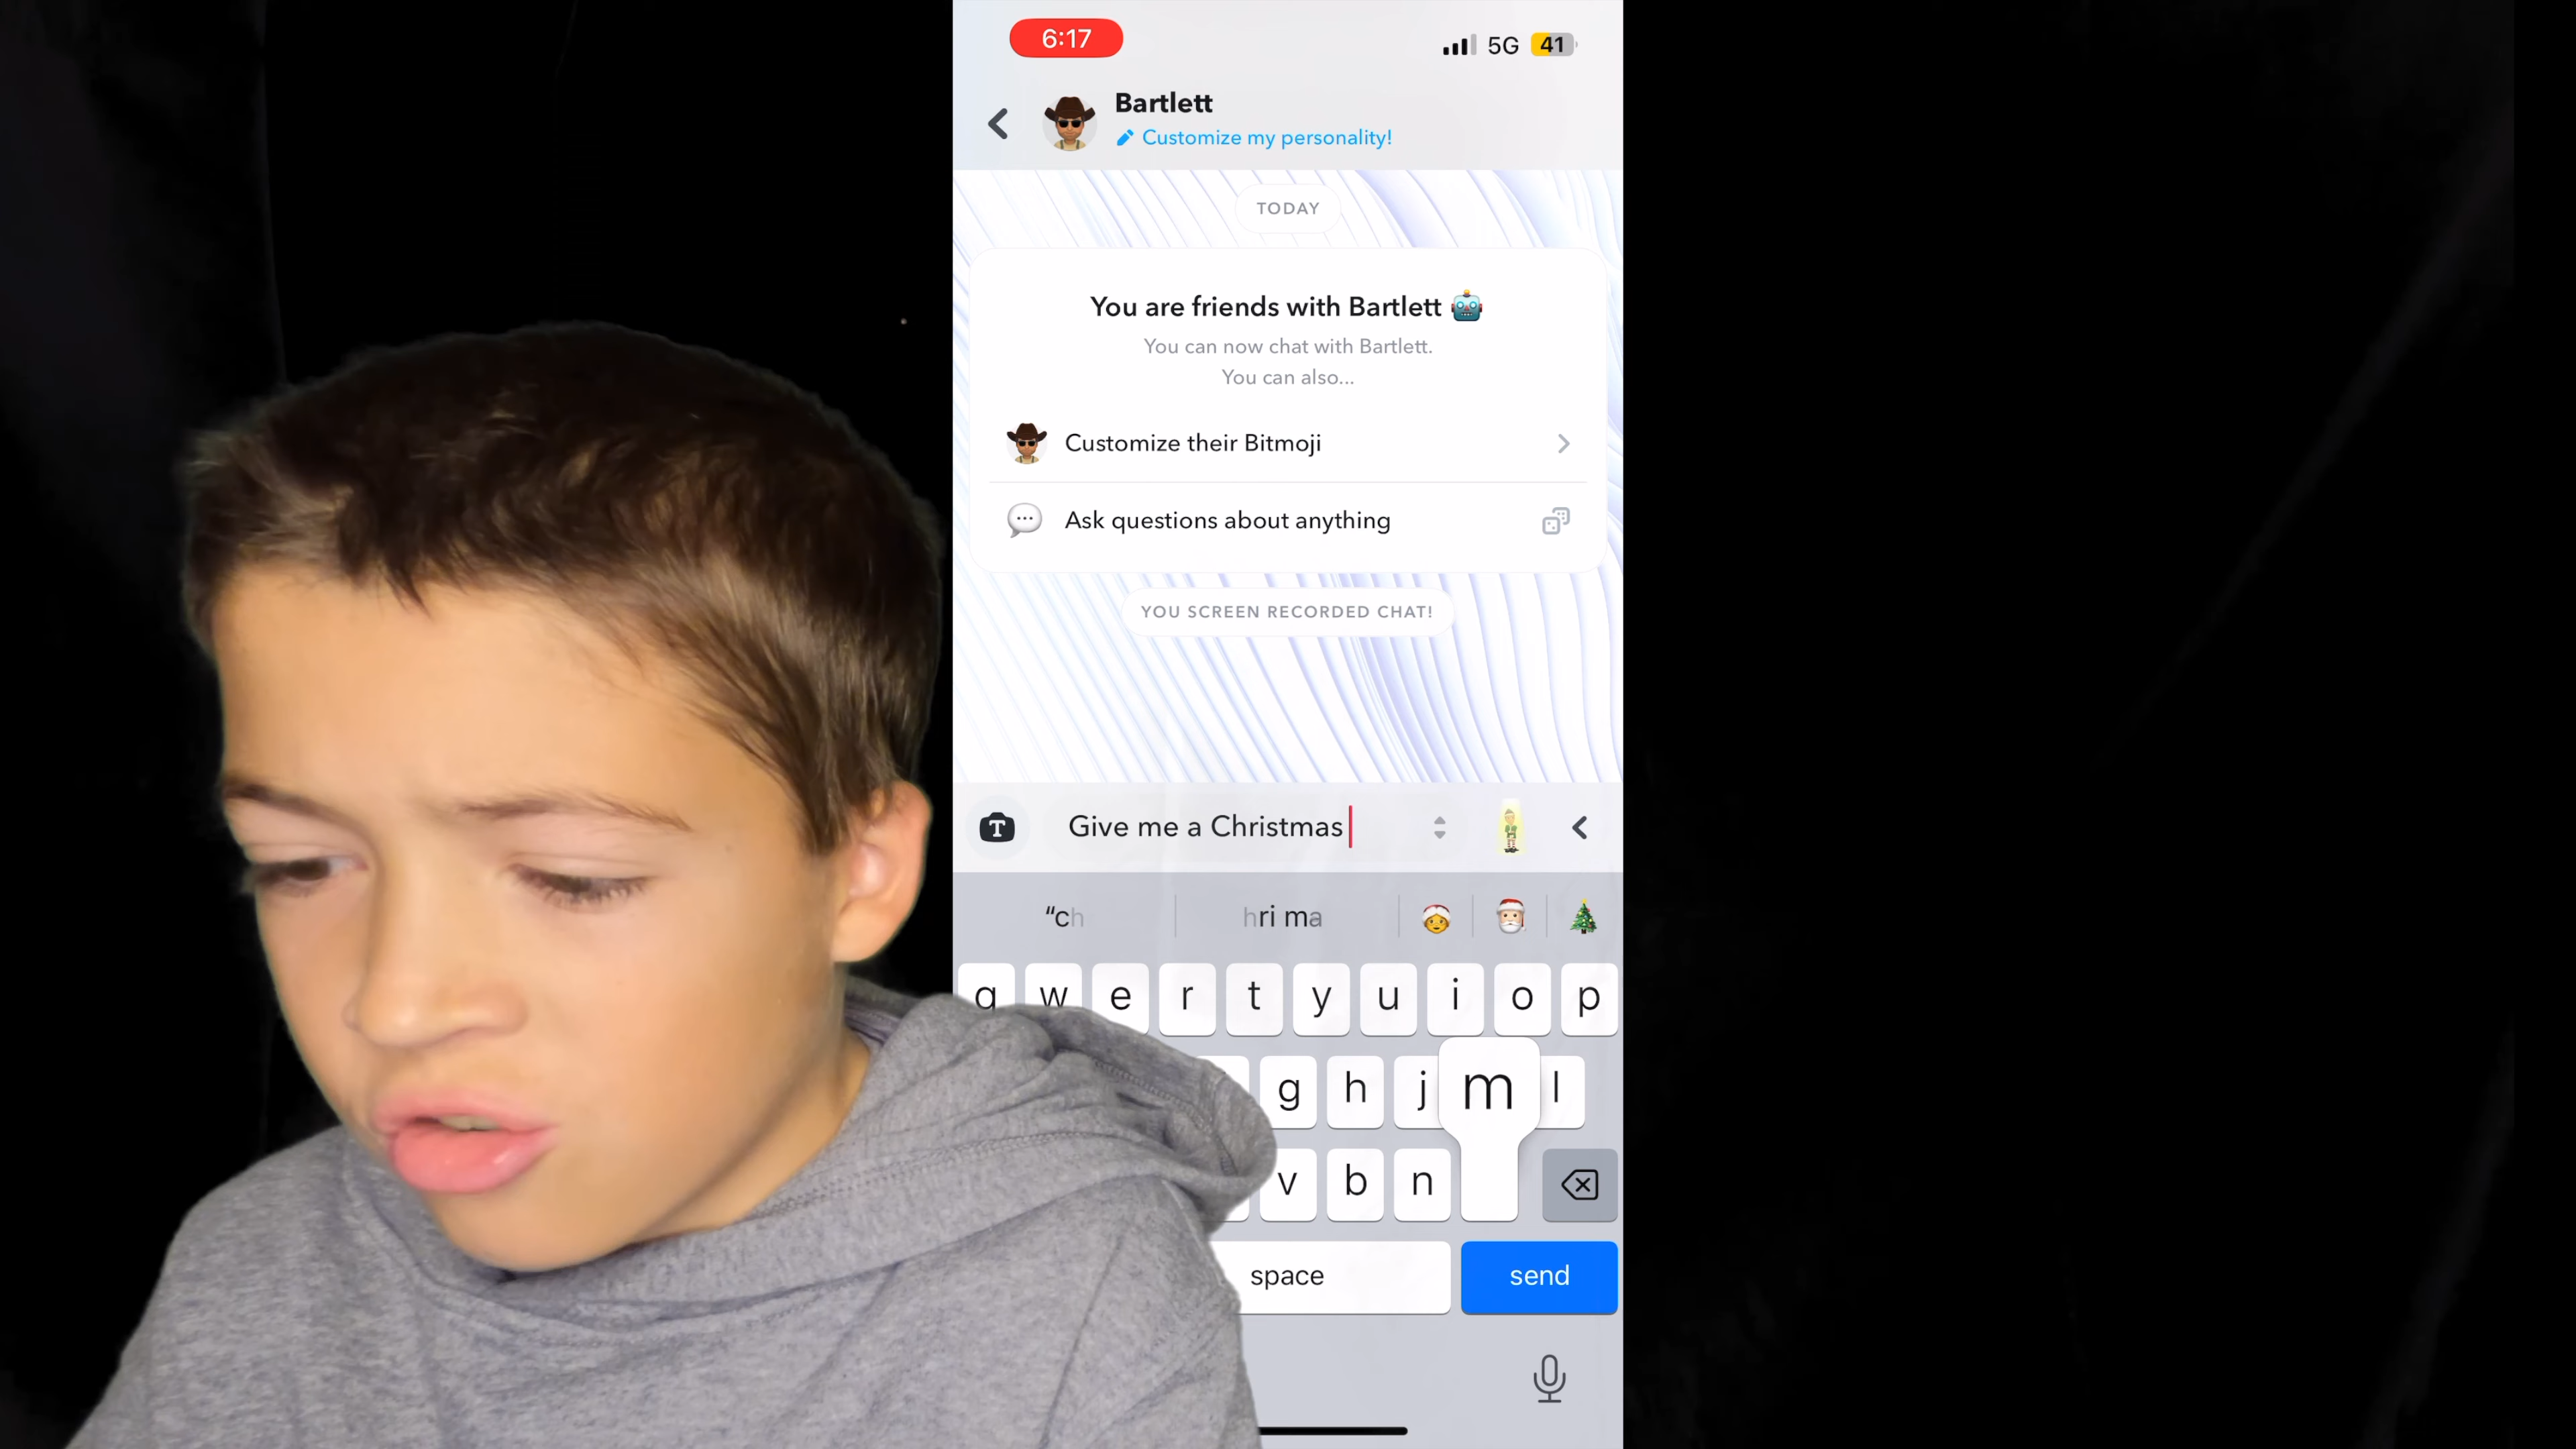 6:17
5G 41
Bartlett
Customize my personality!
TODAY
You are friends with Bartlett
You can now chat with Bartlett.
You can also...
Customize their Bitmoji
Ask questions about anything
YOU SCREEN RECORDED CHAT!
T Give me a Christmas
"ch hri ma
q w e r t y u i o p
g h j m l
v b n
space send